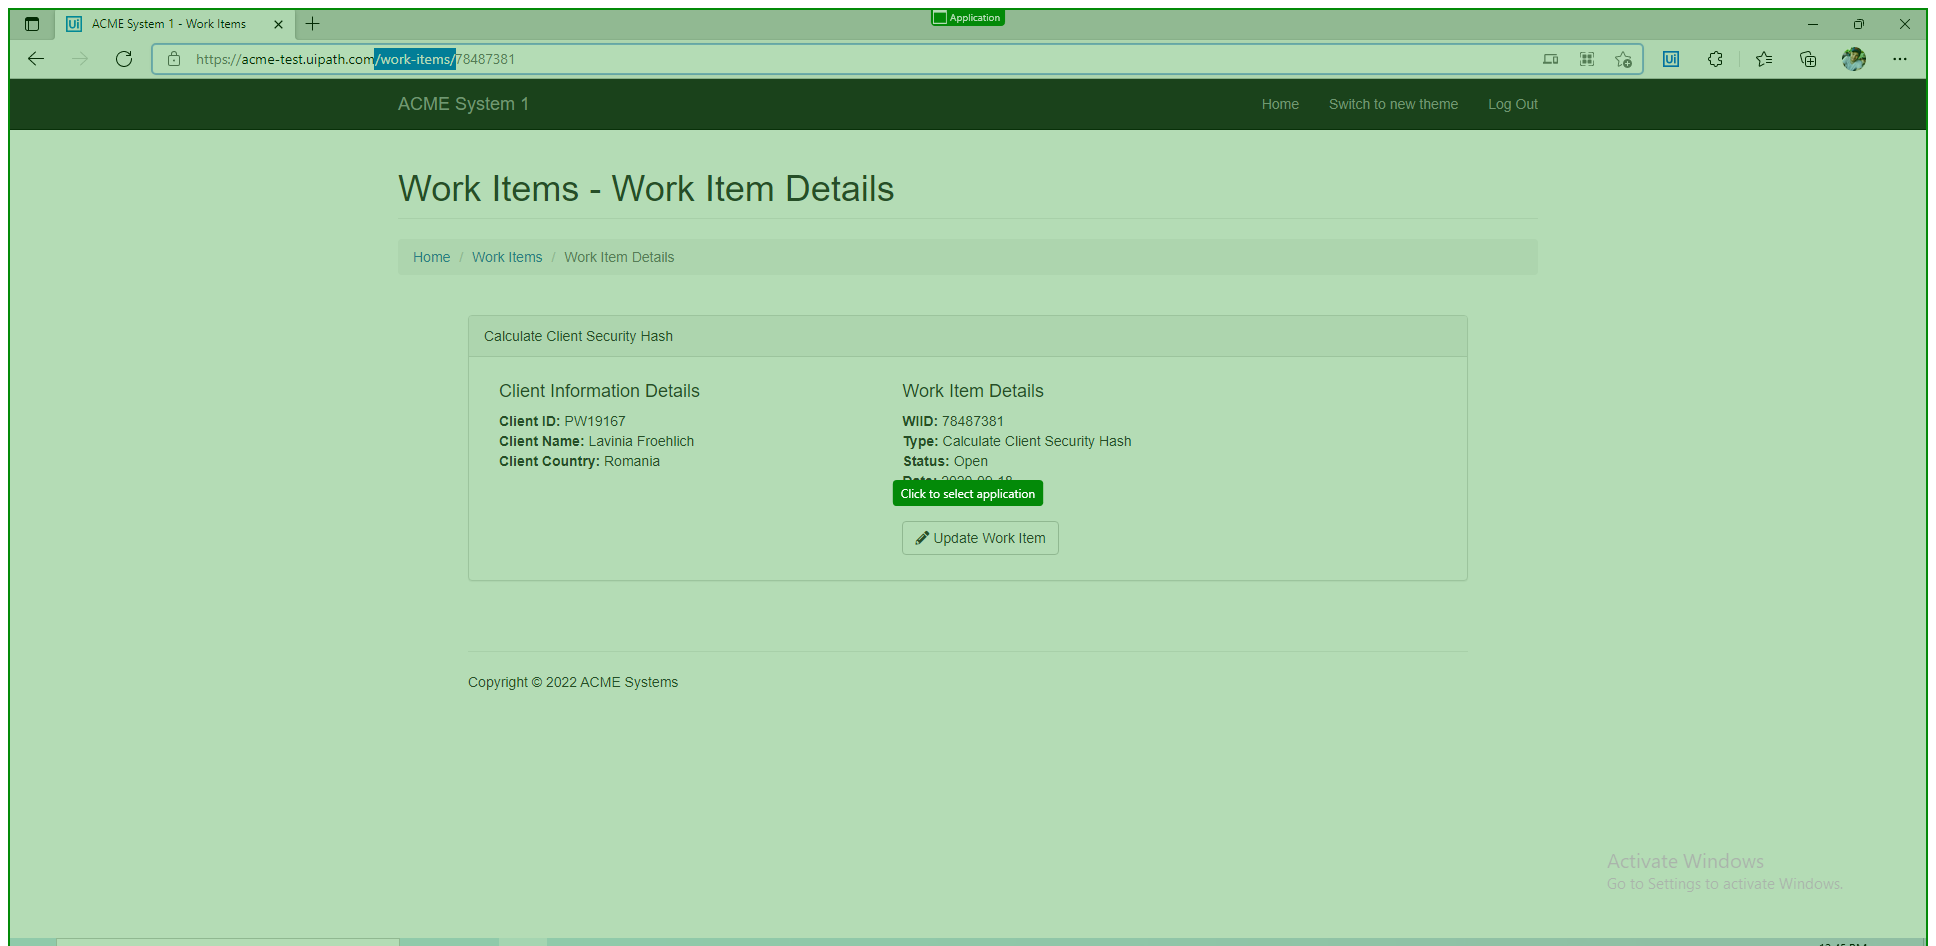 ACME System 1 - Work Items
Application
https://acme-test.uipath.com/work-items/78487381
ACME System 1
Home
Switch to new theme
Log Out
Work Items - Work Item Details
Home / Work Items / Work Item Details
Calculate Client Security Hash
Client Information Details
Client ID: PW19167
Client Name: Lavinia Froehlich
Client Country: Romania
Work Item Details
WIID: 78487381
Type: Calculate Client Security Hash
Status: Open
Click to select application
Update Work Item
Copyright © 2022 ACME Systems
Activate Windows
Go to Settings to activate Windows.